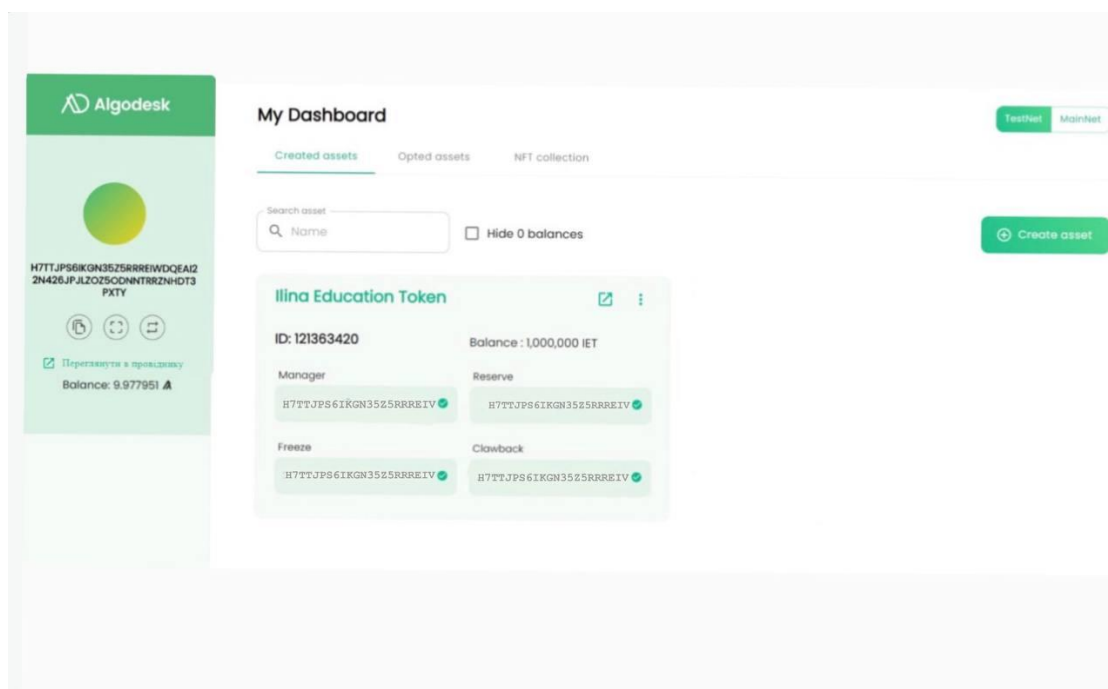 Algodesk
My Dashboard
TestNet MainNet
Created assets Opted assets NFT collection
Search asset
Name
Hide 0 balances
Create asset
H7TTJPS6IKGN35Z5RRREIWDQEAI2
2N426JPJLZOZ5ODNNTRRZNHDT3
PXTY
Переглянути в провіднику
Balance: 9.977951
Ilina Education Token
ID: 121363420
Balance : 1,000,000 IET
Manager Reserve
H7TTJPS6IKGN35Z5RRREIV H7TTJPS6IKGN35Z5RRREIV
Freeze Clawback
H7TTJPS6IKGN35Z5RRREIV H7TTJPS6IKGN35Z5RRREIV